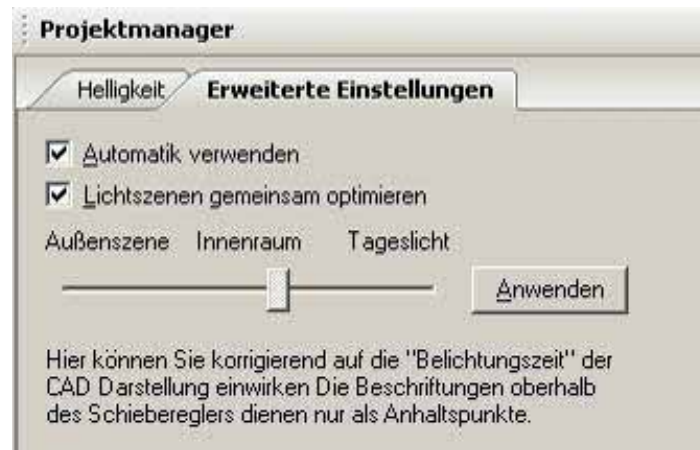 Projektmanager
Helligkeit Erweiterte Einstellungen
Automatik verwenden
Lichtszenen gemeinsam optimieren
Außenszene Innenraum Tageslicht
Anwenden
Hier können Sie korrigierend auf die "Belichtungszeit" der
CAD Darstellung einwirken Die Beschriftungen oberhalb
des Schiebereglers dienen nur als Anhaltspunkte.